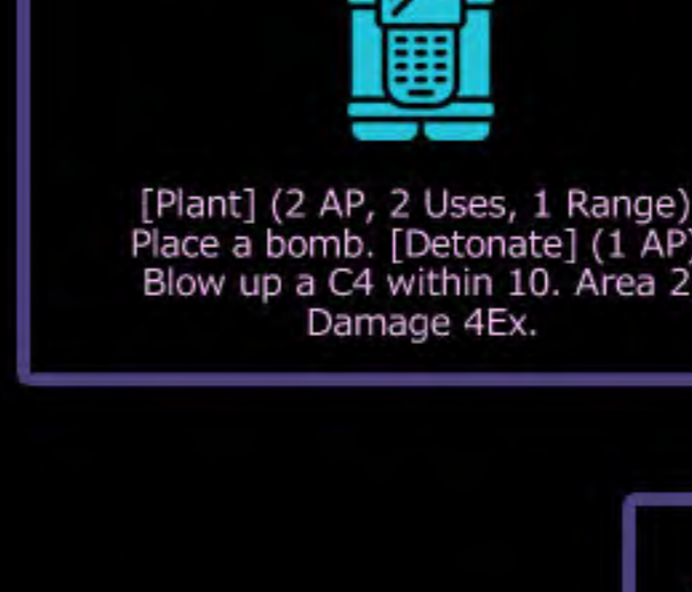 [Plant] (2 AP, 2 Uses, 1 Range)
Place a bomb. [Detonate] (1 AP)
Blow up a C4 within 10. Area 2
Damage 4Ex.